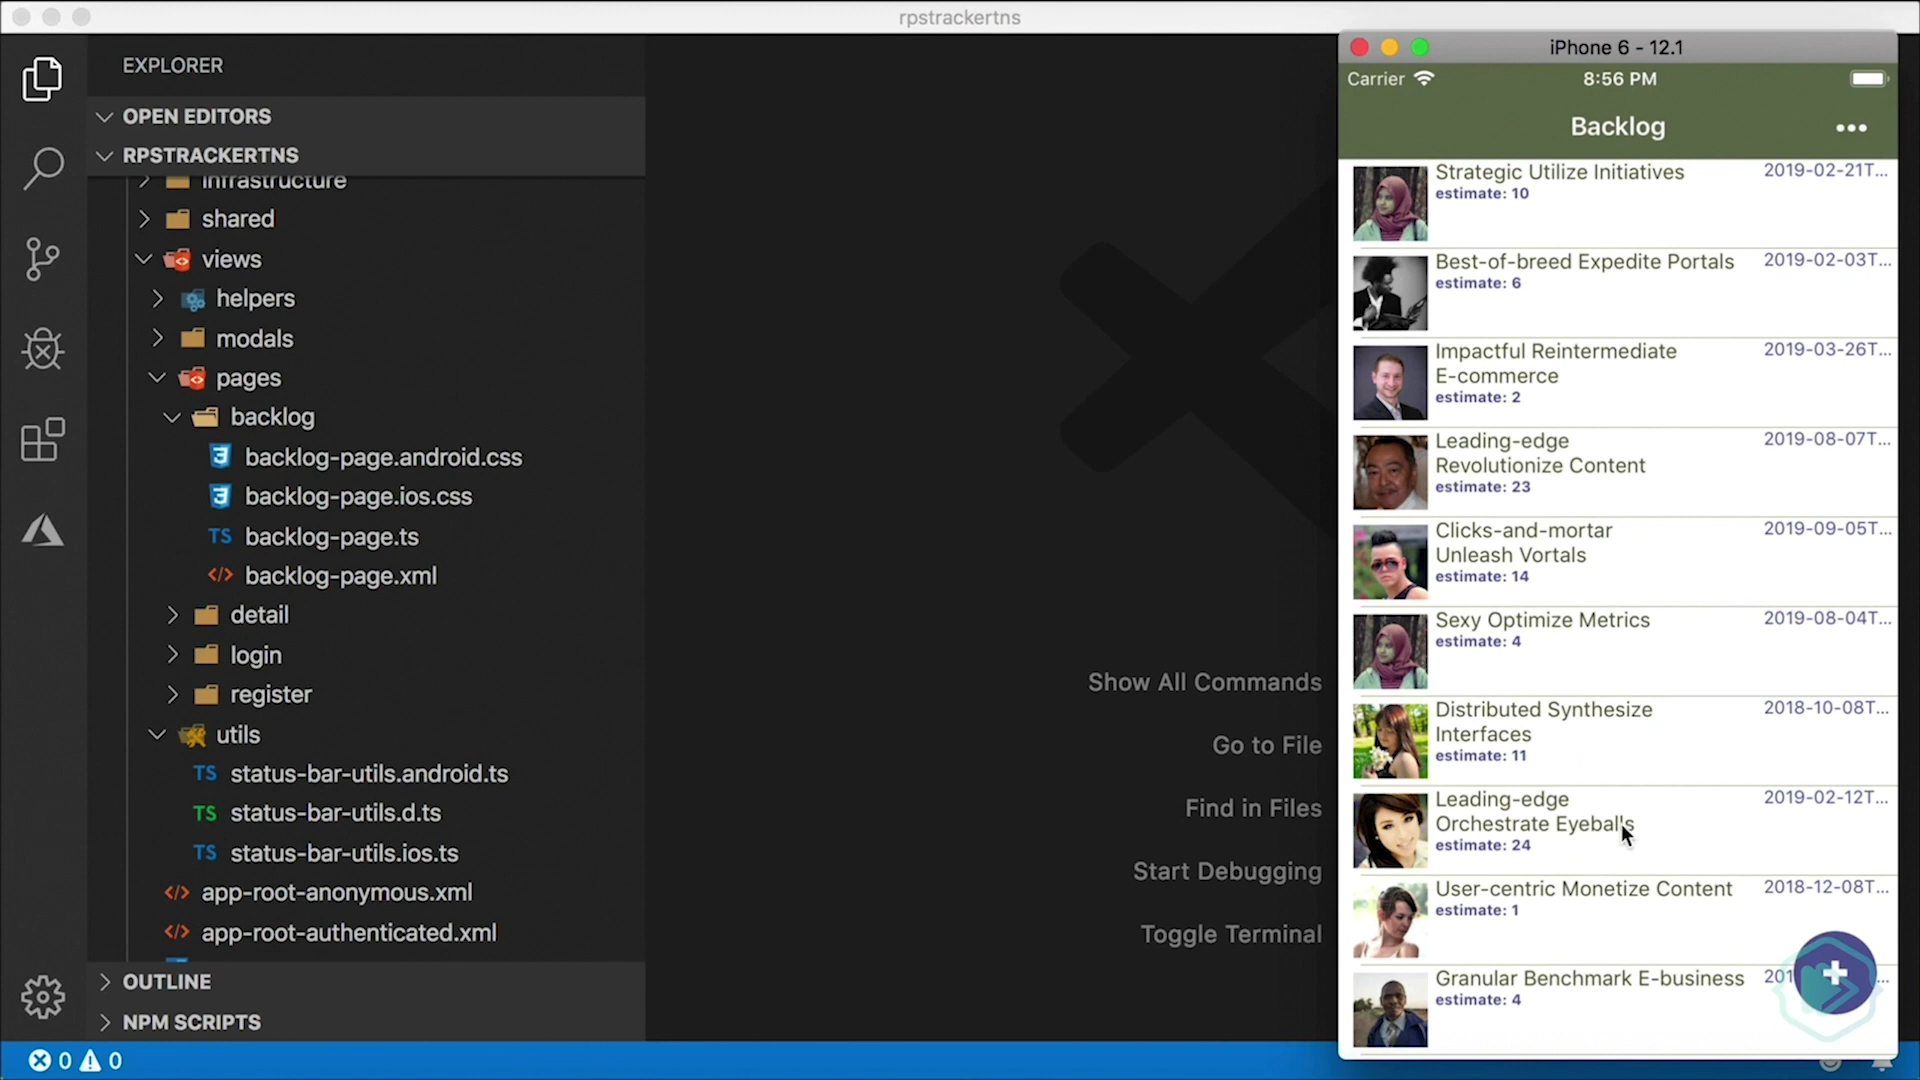 rpstrackertns
EXPLORER
OPEN EDITORS
RPSTRACKERTNS
infrastructure
shared
views
helpers
modals
pages
backlog
backlog-page.android.css
backlog-page.ios.css
TS backlog-page.ts
</> backlog-page.xml
detail
login
register
utils
TS status-bar-utils.android.ts
TS status-bar-utils.d.ts
TS status-bar-utils.ios.ts
</> app-root-anonymous.xml
</> app-root-authenticated.xml
OUTLINE
NPM SCRIPTS
0 0
Show All Commands
Go to File
Find in Files
Start Debugging
Toggle Terminal
iPhone 6 - 12.1
Carrier 8:56 PM
Backlog
Strategic Utilize Initiatives 2019-02-21T...
estimate: 10
Best-of-breed Expedite Portals 2019-02-03T...
estimate: 6
Impactful Reintermediate 2019-03-26T...
E-commerce
estimate: 2
Leading-edge 2019-08-07T...
Revolutionize Content
estimate: 23
Clicks-and-mortar 2019-09-05T...
Unleash Vortals
estimate: 14
Sexy Optimize Metrics 2019-08-04T...
estimate: 4
Distributed Synthesize 2018-10-08T...
Interfaces
estimate: 11
Leading-edge 2019-02-12T...
Orchestrate Eyeballs
estimate: 24
User-centric Monetize Content 2018-12-08T...
estimate: 1
Granular Benchmark E-business
estimate: 4